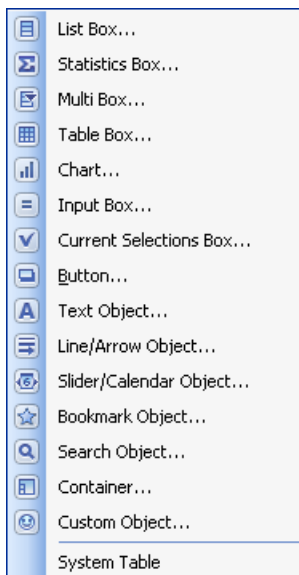 List Box...
Statistics Box...
Multi Box...
Table Box...
Chart...
Input Box...
Current Selections Box...
Button...
Text Object...
Line/Arrow Object...
Slider/Calendar Object...
Bookmark Object...
Search Object...
Container...
Custom Object...
System Table